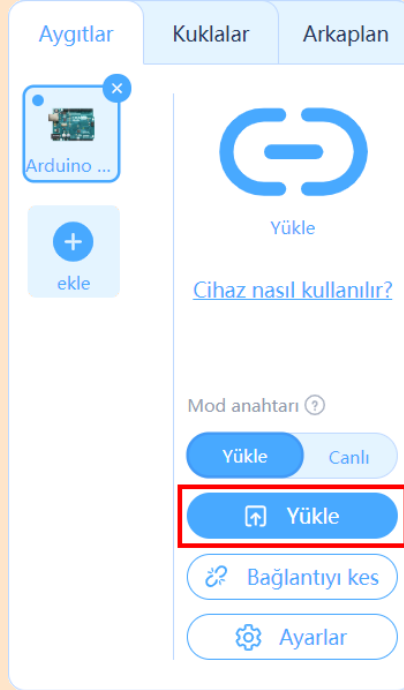 Aygıtlar
Kuklalar
Arkaplan
Arduino ...
ekle
Yükle
Cihaz nasıl kullanılır?
Mod anahtarı ?
Yükle
Canlı
Yükle
Bağlantıyı kes
Ayarlar